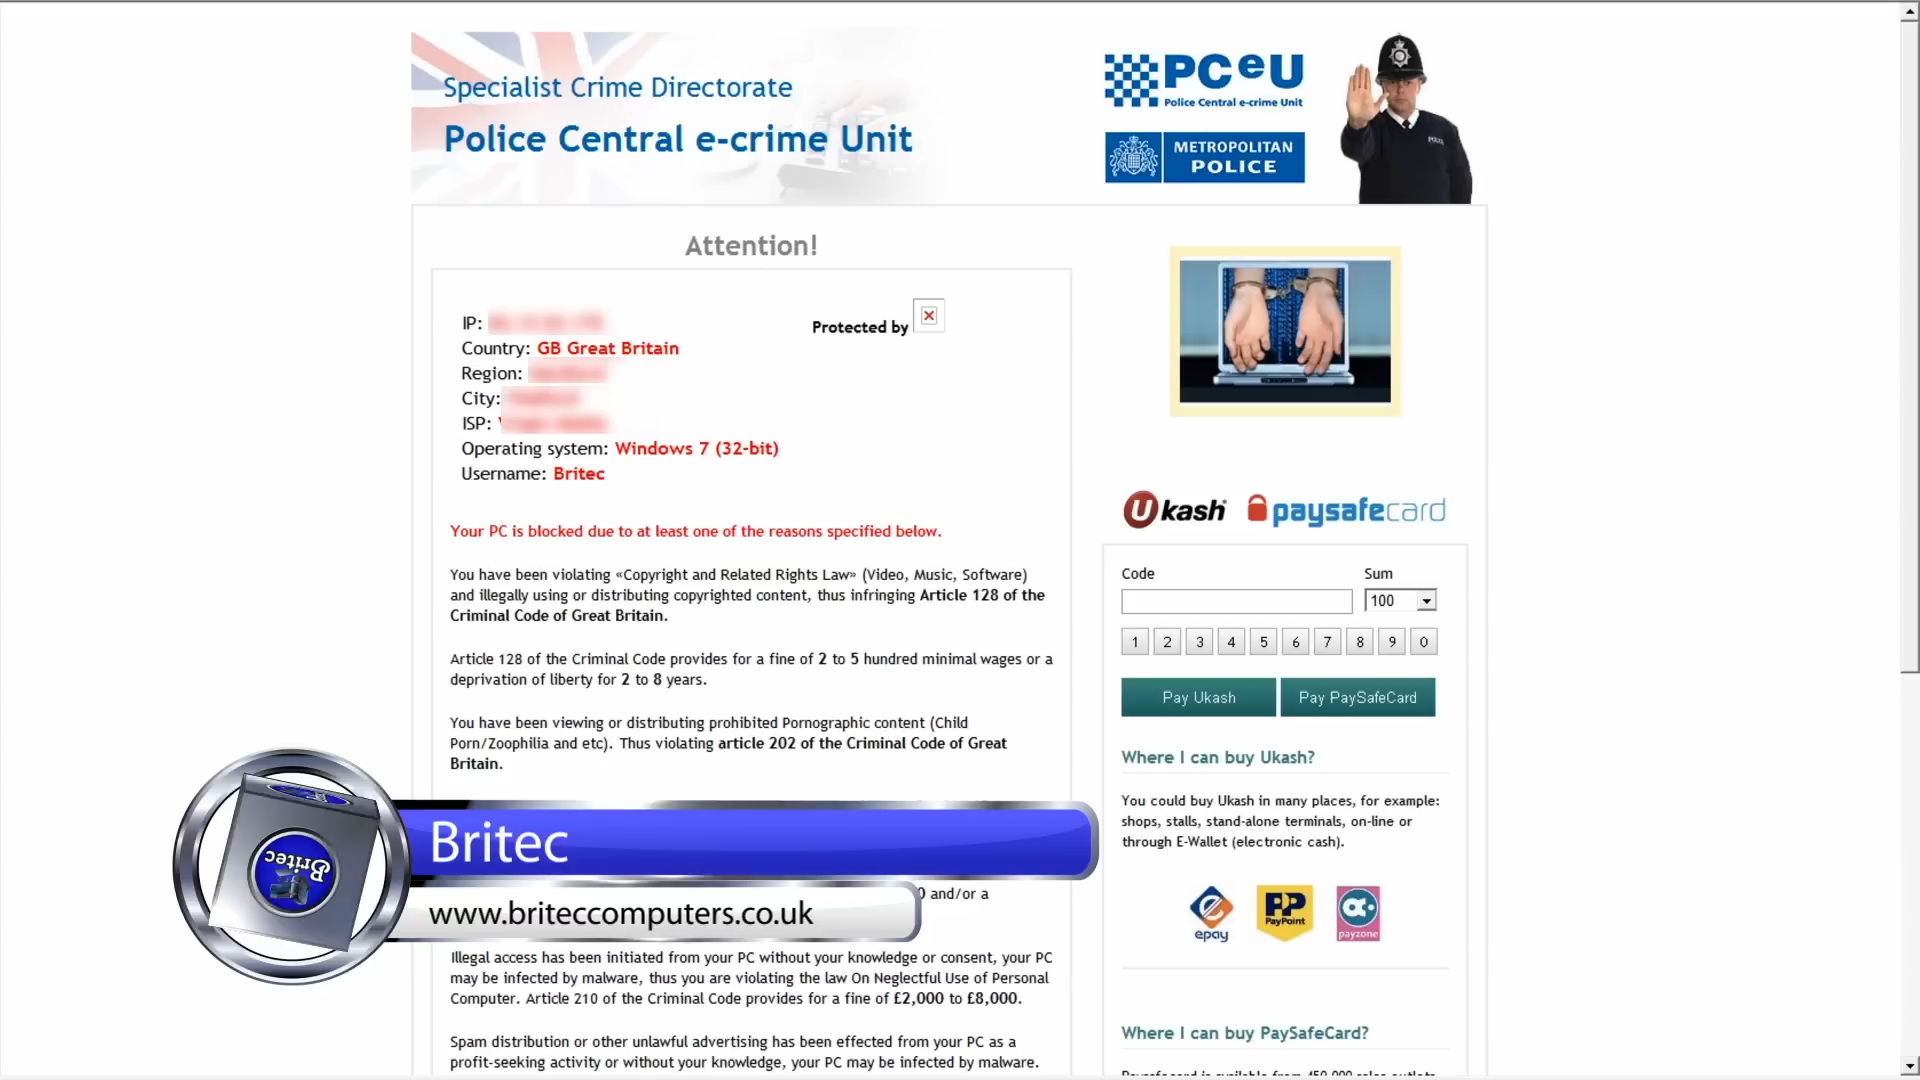 Specialist Crime Directorate
Police Central e-crime Unit
PCeU
Police Central e-crime Unit
METROPOLITAN
POLICE
POLICE
Attention!
IP:
Protected by
Country: GB Great Britain
Region:
City:
ISP:
Operating system: Windows 7 (32-bit)
Username: Britec
Your PC is blocked due to at least one of the reasons specified below.
You have been violating «Copyright and Related Rights Law» (Video, Music, Software)
and illegally using or distributing copyrighted content, thus infringing Article 128 of the
Criminal Code of Great Britain.
Article 128 of the Criminal Code provides for a fine of 2 to 5 hundred minimal wages or a
deprivation of liberty for 2 to 8 years.
You have been viewing or distributing prohibited Pornographic content (Child
Porn/Zoophilia and etc). Thus violating article 202 of the Criminal Code of Great
Britain.
Britec
Britec
0 and/or a
www.briteccomputers.co.uk
Illegal access has been initiated from your PC without your knowledge or consent, your PC
may be infected by malware, thus you are violating the law On Neglectful Use of Personal
Computer. Article 210 of the Criminal Code provides for a fine of £2,000 to £8,000.
Spam distribution or other unlawful advertising has been effected from your PC as a
profit-seeking activity or without your knowledge, your PC may be infected by malware.
Ukash
paysafecard
Code
Sum
100
1 2 3 4 5 6 7 8 9 0
Pay Ukash
Pay PaySafeCard
Where I can buy Ukash?
You could buy Ukash in many places, for example:
shops, stalls, stand-alone terminals, on-line or
through E-Wallet (electronic cash).
epay
PP
PayPoint
payzone
Where I can buy PaySafeCard?
Paysafecard is available from 450,000 sales outlets